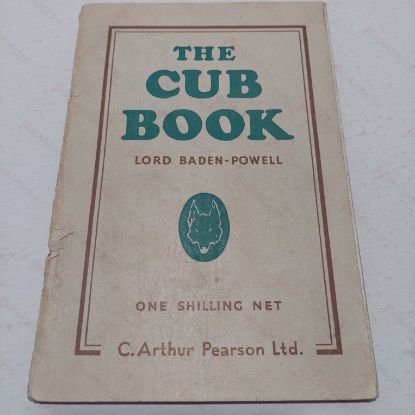 THE
CUB
BOOK
LORD BADEN-POWELL
ONE SHILLING NET
C. Arthur Pearson Ltd.